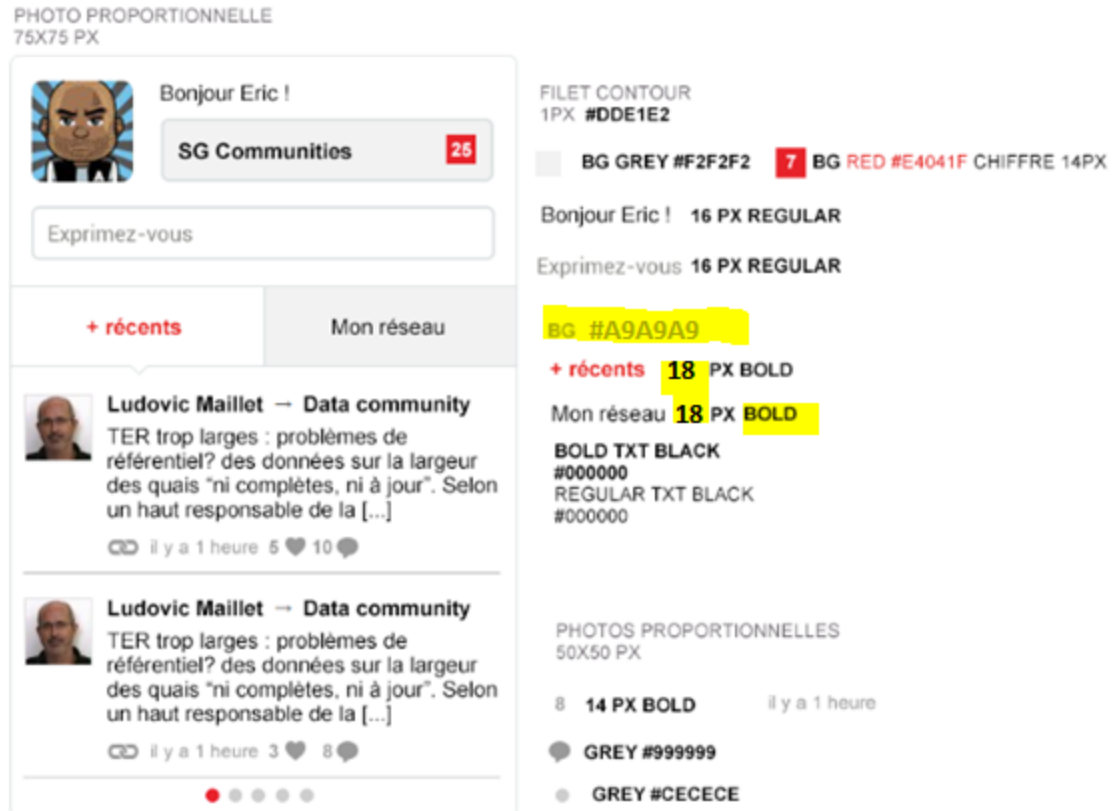 PHOTO PROPORTIONNELLE
75X75 PX
Bonjour Eric !
SG Communities 25
Exprimez-vous
+ récents Mon réseau
Ludovic Maillet → Data community
TER trop larges : problèmes de
référentiel? des données sur la largeur
des quais “ni complètes, ni à jour”. Selon
un haut responsable de la [...]
il y a 1 heure 5 10
Ludovic Maillet → Data community
TER trop larges : problèmes de
référentiel? des données sur la largeur
des quais “ni complètes, ni à jour”. Selon
un haut responsable de la [...]
il y a 1 heure 3 8
FILET CONTOUR
1PX #DDE1E2
BG GREY #F2F2F2 7 BG RED #E4041F CHIFFRE 14PX
Bonjour Eric ! 16 PX REGULAR
Exprimez-vous 16 PX REGULAR
BG #A9A9A9
+ récents 18 PX BOLD
Mon réseau 18 PX BOLD
BOLD TXT BLACK
#000000
REGULAR TXT BLACK
#000000
PHOTOS PROPORTIONNELLES
50X50 PX
8 14 PX BOLD il y a 1 heure
GREY #999999
GREY #CECECE